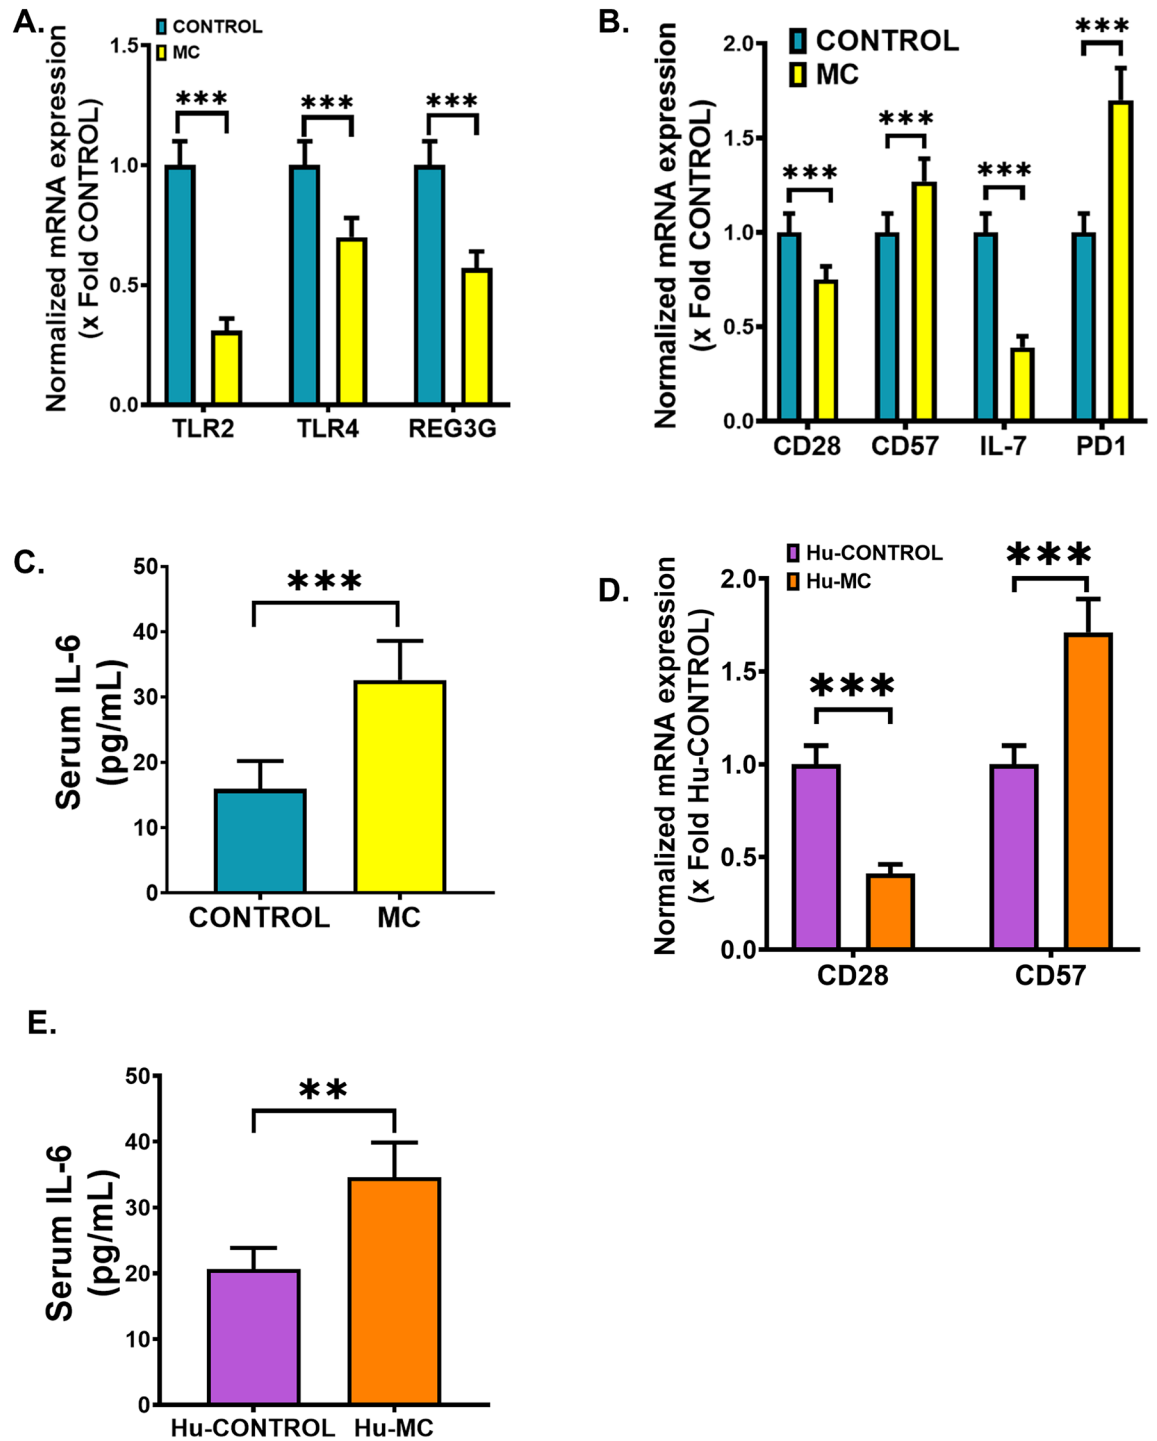 A.
Normalized mRNA expression
(x Fold CONTROL)
CONTROL
MC
1.5
1.0
0.5
0.0
***
***
***
TLR2
TLR4
REG3G
B.
Normalized mRNA expression
(x Fold CONTROL)
CONTROL
MC
2.0
1.5
1.0
0.5
0.0
***
***
***
***
CD28
CD57
IL-7
PD1
C.
Serum IL-6
(pg/mL)
50
40
30
20
10
0
***
CONTROL
MC
D.
Normalized mRNA expression
(x Fold Hu-CONTROL)
Hu-CONTROL
Hu-MC
2.0
1.5
1.0
0.5
0.0
***
***
CD28
CD57
E.
Serum IL-6
(pg/mL)
50
40
30
20
10
0
**
Hu-CONTROL
Hu-MC